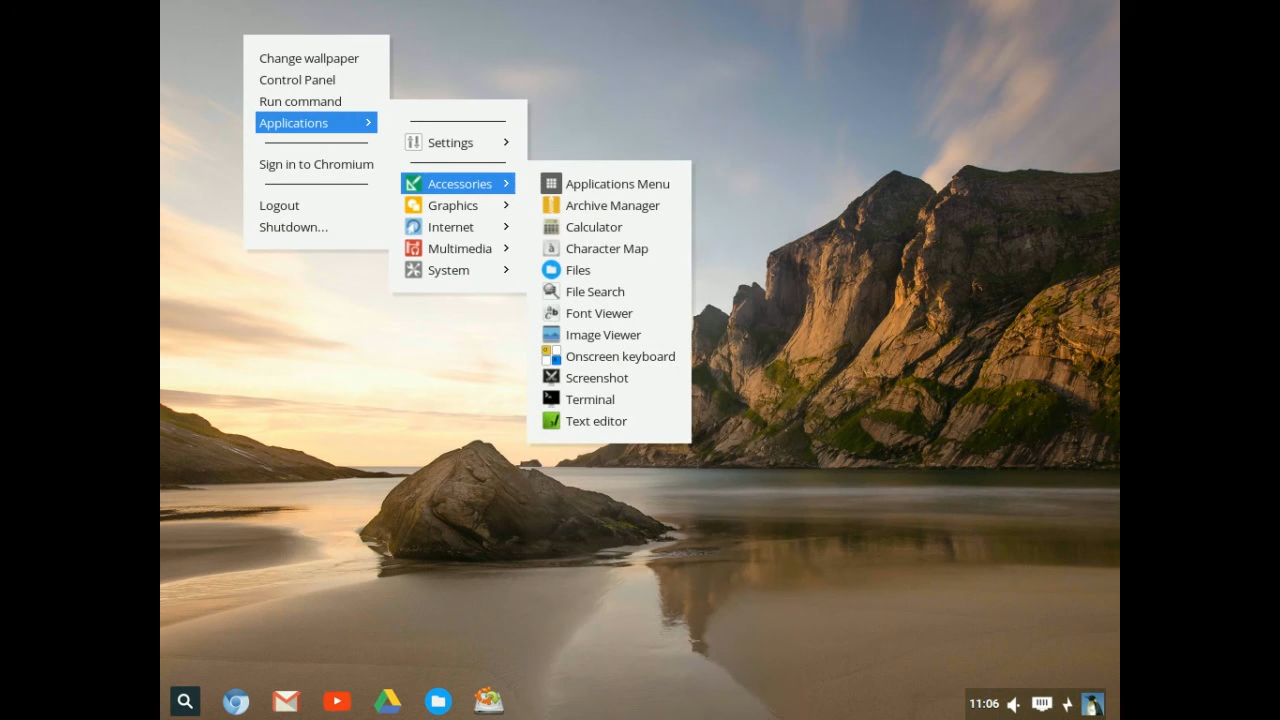 Change wallpaper
Control Panel
Run command
Applications
Sign in to Chromium
Logout
Shutdown...
Settings
Accessories
Graphics
Internet
Multimedia
System
Applications Menu
Archive Manager
Calculator
Character Map
Files
File Search
Font Viewer
Image Viewer
Onscreen keyboard
Screenshot
Terminal
Text editor
11:06